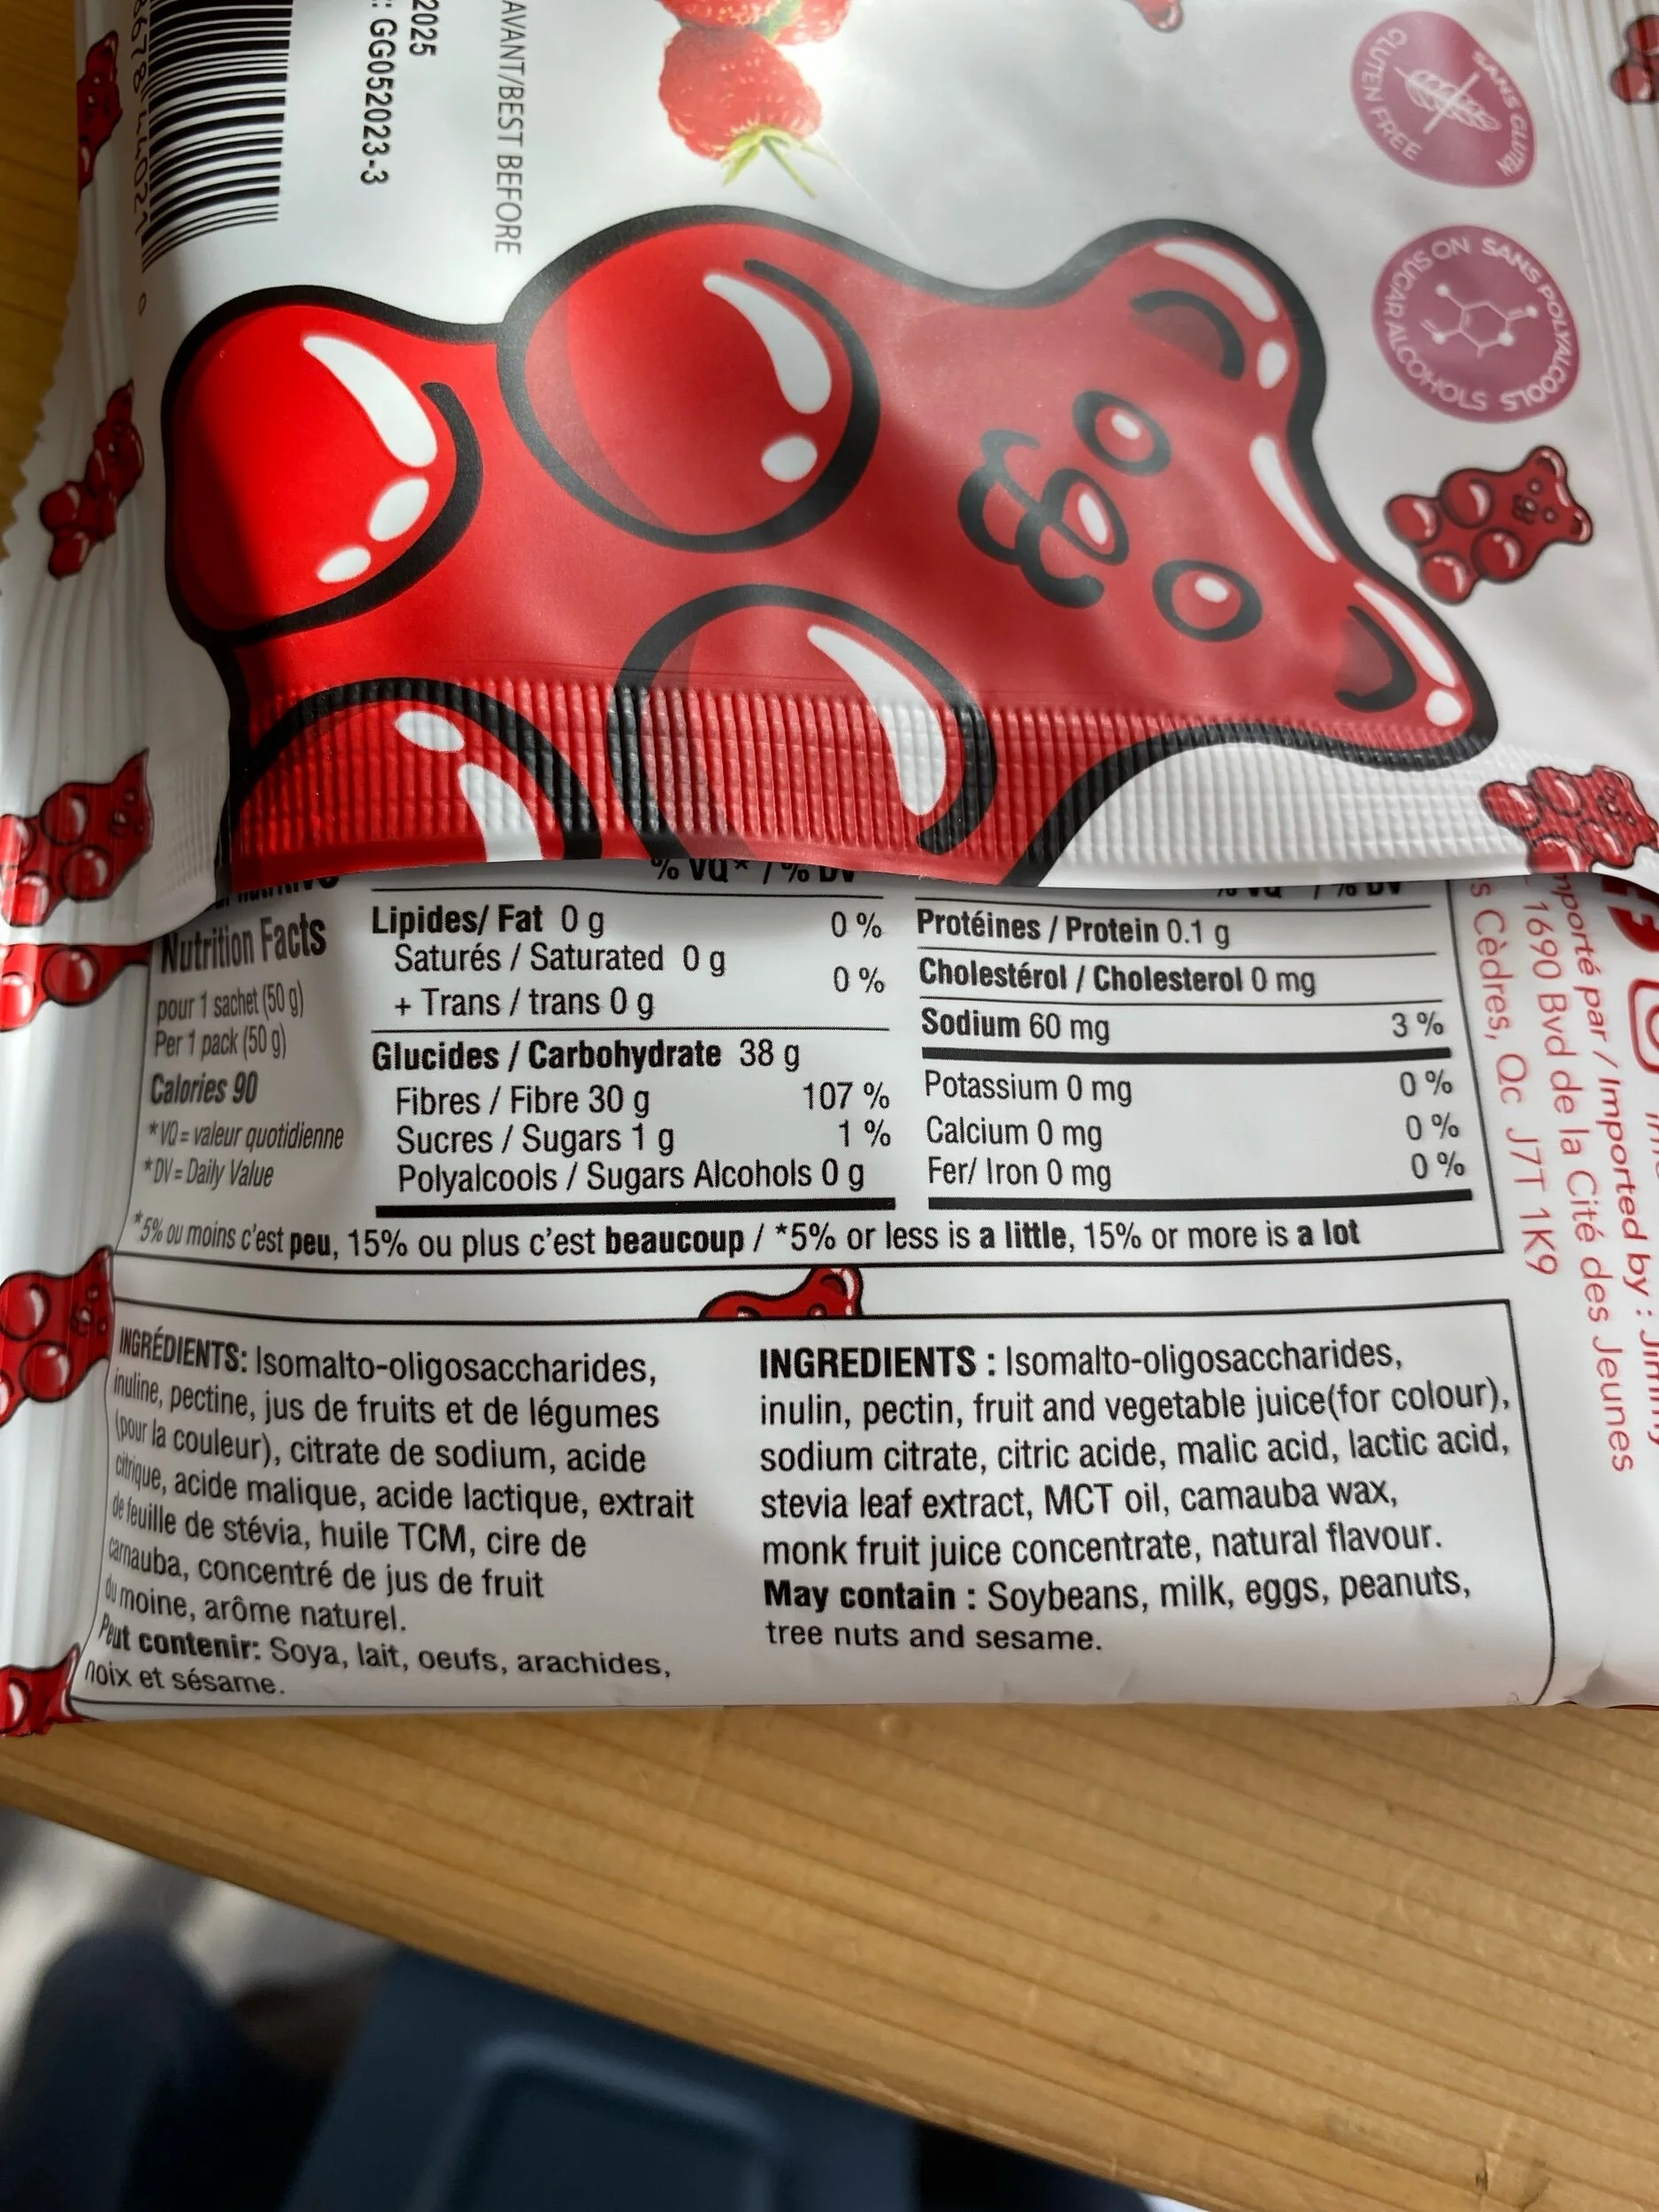 2025
GG052023-3
AVANT/BEST BEFORE
SANS GLUTEN
GLUTEN FREE
SANS POLYALCOOLS
NO SUGAR ALCOHOLS
% VQ* / % DV
% VQ / % DV
Nutrition Facts
pour 1 sachet (50 g)
Per 1 pack (50 g)
Calories 90
*VQ = valeur quotidienne
*DV = Daily Value
Lipides/ Fat 0 g 0 %
Saturés / Saturated 0 g
+ Trans / trans 0 g 0 %
Glucides / Carbohydrate 38 g
Fibres / Fibre 30 g 107 %
Sucres / Sugars 1 g 1 %
Polyalcools / Sugars Alcohols 0 g
Protéines / Protein 0.1 g
Cholestérol / Cholesterol 0 mg
Sodium 60 mg 3 %
Potassium 0 mg 0 %
Calcium 0 mg 0 %
Fer/ Iron 0 mg 0 %
*5% ou moins c'est peu, 15% ou plus c'est beaucoup / *5% or less is a little, 15% or more is a lot
INGRÉDIENTS: Isomalto-oligosaccharides,
inuline, pectine, jus de fruits et de légumes
(pour la couleur), citrate de sodium, acide
citrique, acide malique, acide lactique, extrait
de feuille de stévia, huile TCM, cire de
carnauba, concentré de jus de fruit
du moine, arôme naturel.
Peut contenir: Soya, lait, oeufs, arachides,
noix et sésame.
INGREDIENTS : Isomalto-oligosaccharides,
inulin, pectin, fruit and vegetable juice(for colour),
sodium citrate, citric acide, malic acid, lactic acid,
stevia leaf extract, MCT oil, camauba wax,
monk fruit juice concentrate, natural flavour.
May contain : Soybeans, milk, eggs, peanuts,
tree nuts and sesame.
mporté par / Imported by : Jimmy
1690 Bvd de la Cité des Jeunes
s Cèdres, Qc J7T 1K9